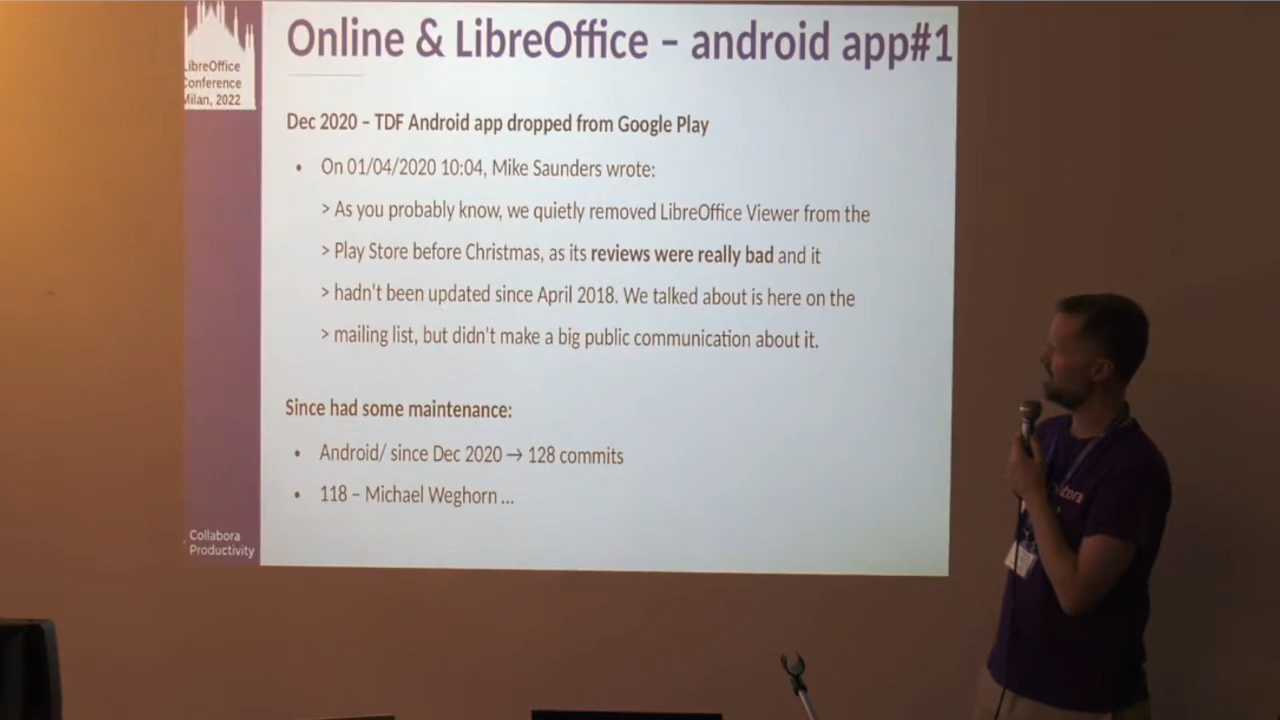 Online & LibreOffice – android app#1
LibreOffice
Conference
Milan, 2022
Dec 2020 – TDF Android app dropped from Google Play
• On 01/04/2020 10:04, Mike Saunders wrote:
> As you probably know, we quietly removed LibreOffice Viewer from the
> Play Store before Christmas, as its reviews were really bad and it
> hadn't been updated since April 2018. We talked about is here on the
> mailing list, but didn't make a big public communication about it.
Since had some maintenance:
• Android/ since Dec 2020 → 128 commits
• 118 – Michael Weghorn ...
Collabora
Productivity